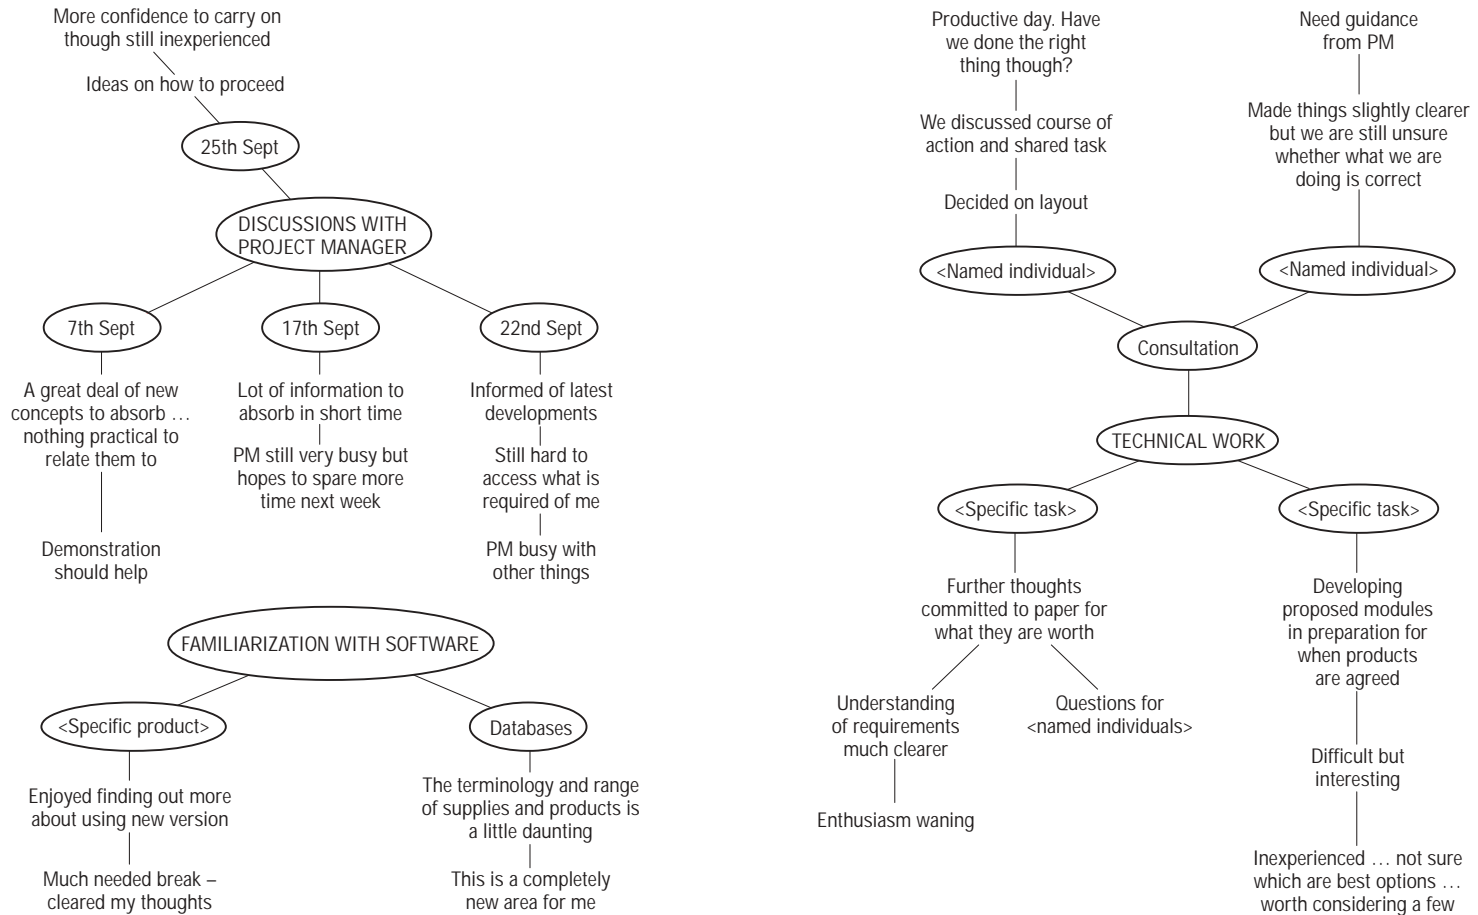 More confidence to carry on
though still inexperienced
Ideas on how to proceed
25th Sept
DISCUSSIONS WITH
PROJECT MANAGER
7th Sept
A great deal of new
concepts to absorb …
nothing practical to
relate them to
Demonstration
should help
17th Sept
Lot of information to
absorb in short time
PM still very busy but
hopes to spare more
time next week
22nd Sept
Informed of latest
developments
Still hard to
access what is
required of me
PM busy with
other things
FAMILIARIZATION WITH SOFTWARE
<Specific product>
Enjoyed finding out more
about using new version
Much needed break –
cleared my thoughts
Databases
The terminology and range
of supplies and products is
a little daunting
This is a completely
new area for me
Productive day. Have
we done the right
thing though?
We discussed course of
action and shared task
Decided on layout
<Named individual>
Need guidance
from PM
Made things slightly clearer
but we are still unsure
whether what we are
doing is correct
<Named individual>
Consultation
TECHNICAL WORK
<Specific task>
Further thoughts
committed to paper for
what they are worth
Understanding
of requirements
much clearer
Enthusiasm waning
Questions for
<named individuals>
<Specific task>
Developing
proposed modules
in preparation for
when products
are agreed
Difficult but
interesting
Inexperienced … not sure
which are best options …
worth considering a few